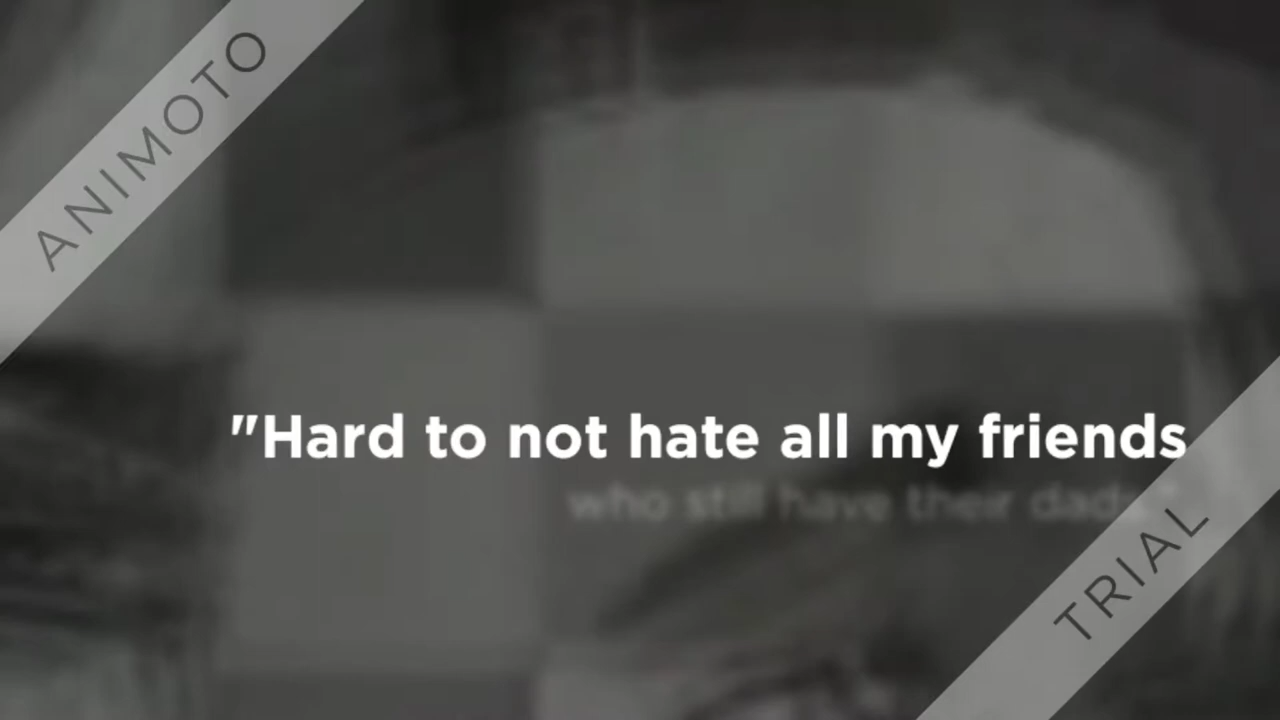 ANIMOTO
"Hard to not hate all my friends
who still have their dads."
TRIAL